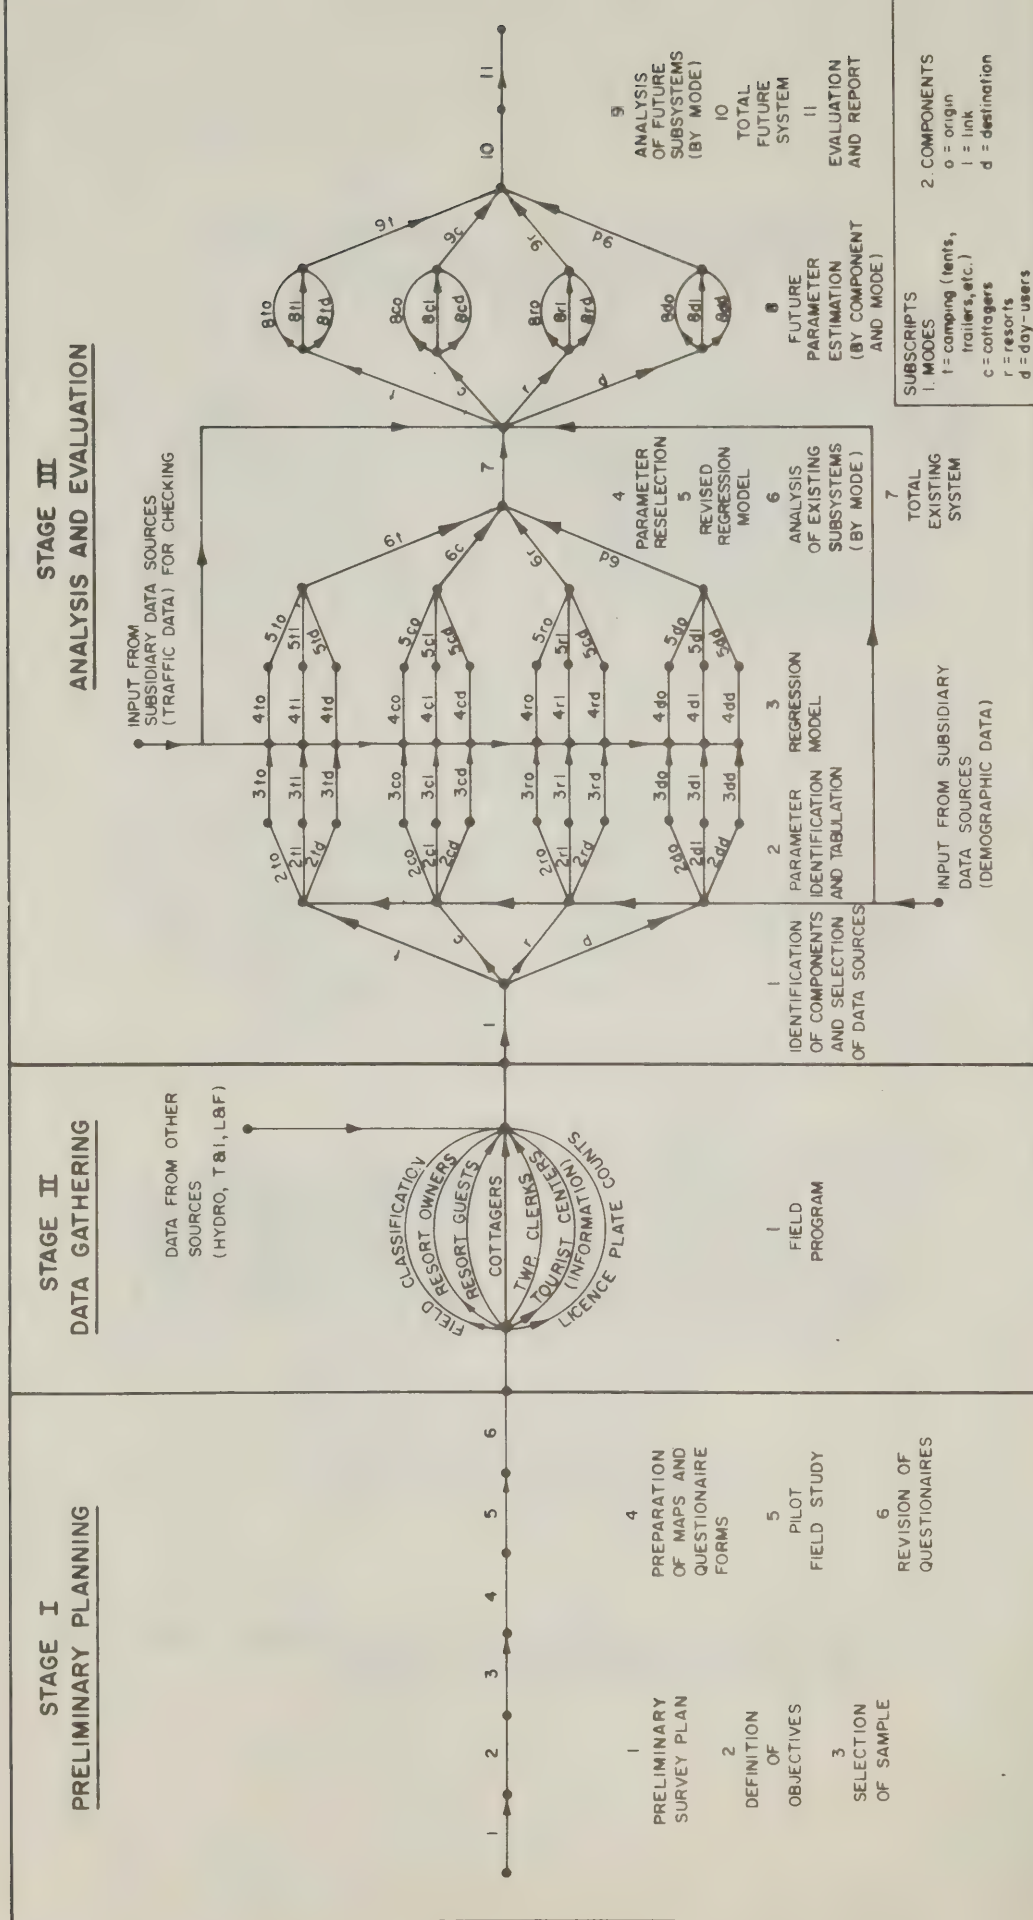 STAGE I
PRELIMINARY PLANNING
1
2
3
4
5
6
1
PRELIMINARY
SURVEY PLAN
2
DEFINITION
OF
OBJECTIVES
3
SELECTION
OF SAMPLE
4
PREPARATION
OF MAPS AND
QUESTIONAIRE
FORMS
5
PILOT
FIELD STUDY
6
REVISION OF
QUESTIONAIRES
STAGE II
DATA GATHERING
DATA FROM OTHER
SOURCES
(HYDRO, T&I, L&F)
FIELD CLASSIFICATION
RESORT OWNERS
RESORT GUESTS
COTTAGERS
TWP. CLERKS
TOURIST CENTERS
(INFORMATION)
LICENCE PLATE COUNTS
1
FIELD
PROGRAM
STAGE III
ANALYSIS AND EVALUATION
INPUT FROM
SUBSIDIARY DATA SOURCES
(TRAFFIC DATA) FOR CHECKING
1
t
c
r
d
2to
2tl
2td
2co
2cl
2cd
2ro
2rl
2rd
2do
2dl
2dd
3to
3tl
3td
3co
3cl
3cd
3ro
3rl
3rd
3do
3dl
3dd
4to
4tl
4td
4co
4cl
4cd
4ro
4rl
4rd
4do
4dl
4dd
5to
5tl
5td
5co
5cl
5cd
5ro
5rl
5cd
5do
5dl
5dd
6t
6c
6r
6d
7
t
c
r
d
8to
8tl
8td
8co
8cl
8cd
8ro
8rl
8rd
8do
8dl
8dd
9t
9c
9r
9d
10
11
1
IDENTIFICATION
OF COMPONENTS
AND SELECTION
OF DATA SOURCES
2
PARAMETER
IDENTIFICATION
AND TABULATION
3
REGRESSION
MODEL
4
PARAMETER
RESELECTION
5
REVISED
REGRESSION
MODEL
6
ANALYSIS
OF EXISTING
SUBSYSTEMS
(BY MODE)
7
TOTAL
EXISTING
SYSTEM
8
FUTURE
PARAMETER
ESTIMATION
(BY COMPONENT
AND MODE)
9
ANALYSIS
OF FUTURE
SUBSYSTEMS
(BY MODE)
10
TOTAL
FUTURE
SYSTEM
11
EVALUATION
AND REPORT
INPUT FROM SUBSIDIARY
DATA SOURCES
(DEMOGRAPHIC DATA)
SUBSCRIPTS
1. MODES
t = camping (tents,
trailers, etc.)
c = cottagers
r = resorts
d = day-users
2. COMPONENTS
o = origin
l = link
d = destination